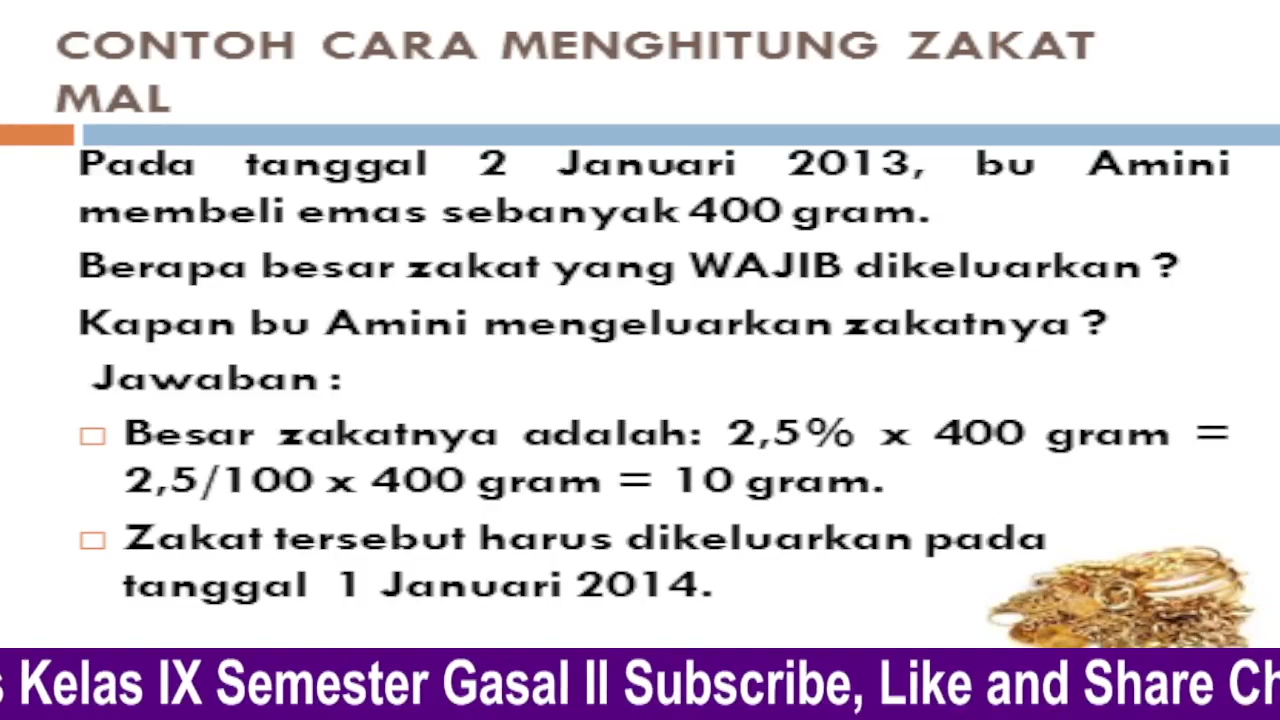 CONTOH CARA MENGHITUNG ZAKAT
MAL
Pada tanggal 2 Januari 2013, bu Amini
membeli emas sebanyak 400 gram.
Berapa besar zakat yang WAJIB dikeluarkan ?
Kapan bu Amini mengeluarkan zakatnya ?
Jawaban :
Besar zakatnya adalah: 2,5% x 400 gram =
2,5/100 x 400 gram = 10 gram.
Zakat tersebut harus dikeluarkan pada
tanggal 1 Januari 2014.
Kelas IX Semester Gasal II Subscribe, Like and Share